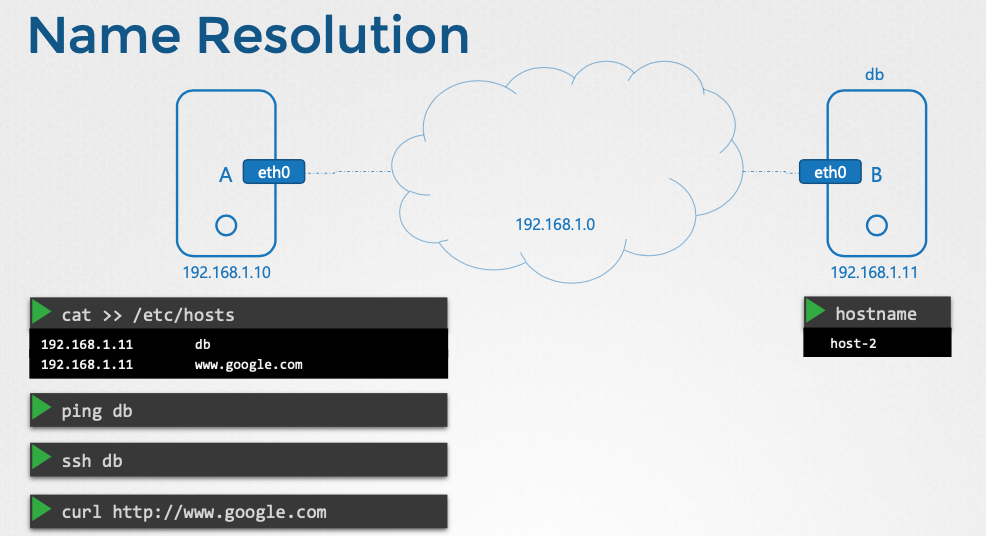 Name Resolution
db
A
eth0
eth0
B
192.168.1.0
192.168.1.10
192.168.1.11
cat >> /etc/hosts
192.168.1.11 db
192.168.1.11 www.google.com
hostname
host-2
ping db
ssh db
curl http://www.google.com